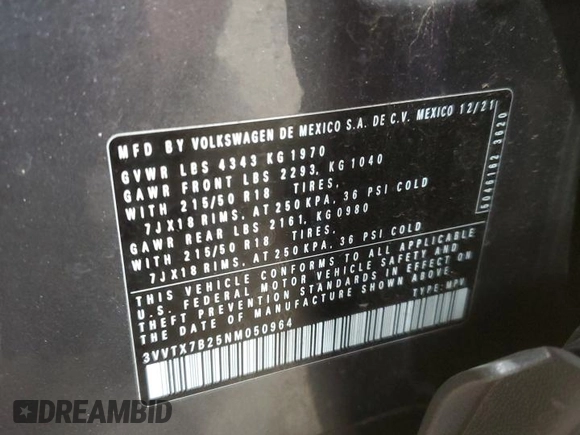 MFD BY VOLKSWAGEN DE MEXICO S.A. DE C.V. MEXICO 12/21
GVWR LBS 4343 KG 1970
GAWR FRONT LBS 2293, KG 1040
WITH 215/50 R18 TIRES,
7JX18 RIMS, AT 250 KPA, 36 PSI COLD
GAWR REAR LBS 2161, KG 0980
WITH 215/50 R18 TIRES,
7JX18 RIMS, AT 250 KPA, 36 PSI COLD
THIS VEHICLE CONFORMS TO ALL APPLICABLE
U.S. FEDERAL MOTOR VEHICLE SAFETY AND
THEFT PREVENTION STANDARDS IN EFFECT ON
THE DATE OF MANUFACTURE SHOWN ABOVE.
3VVTX7B25NM050964 TYPE: MPV
5049162 3620
DREAMBID